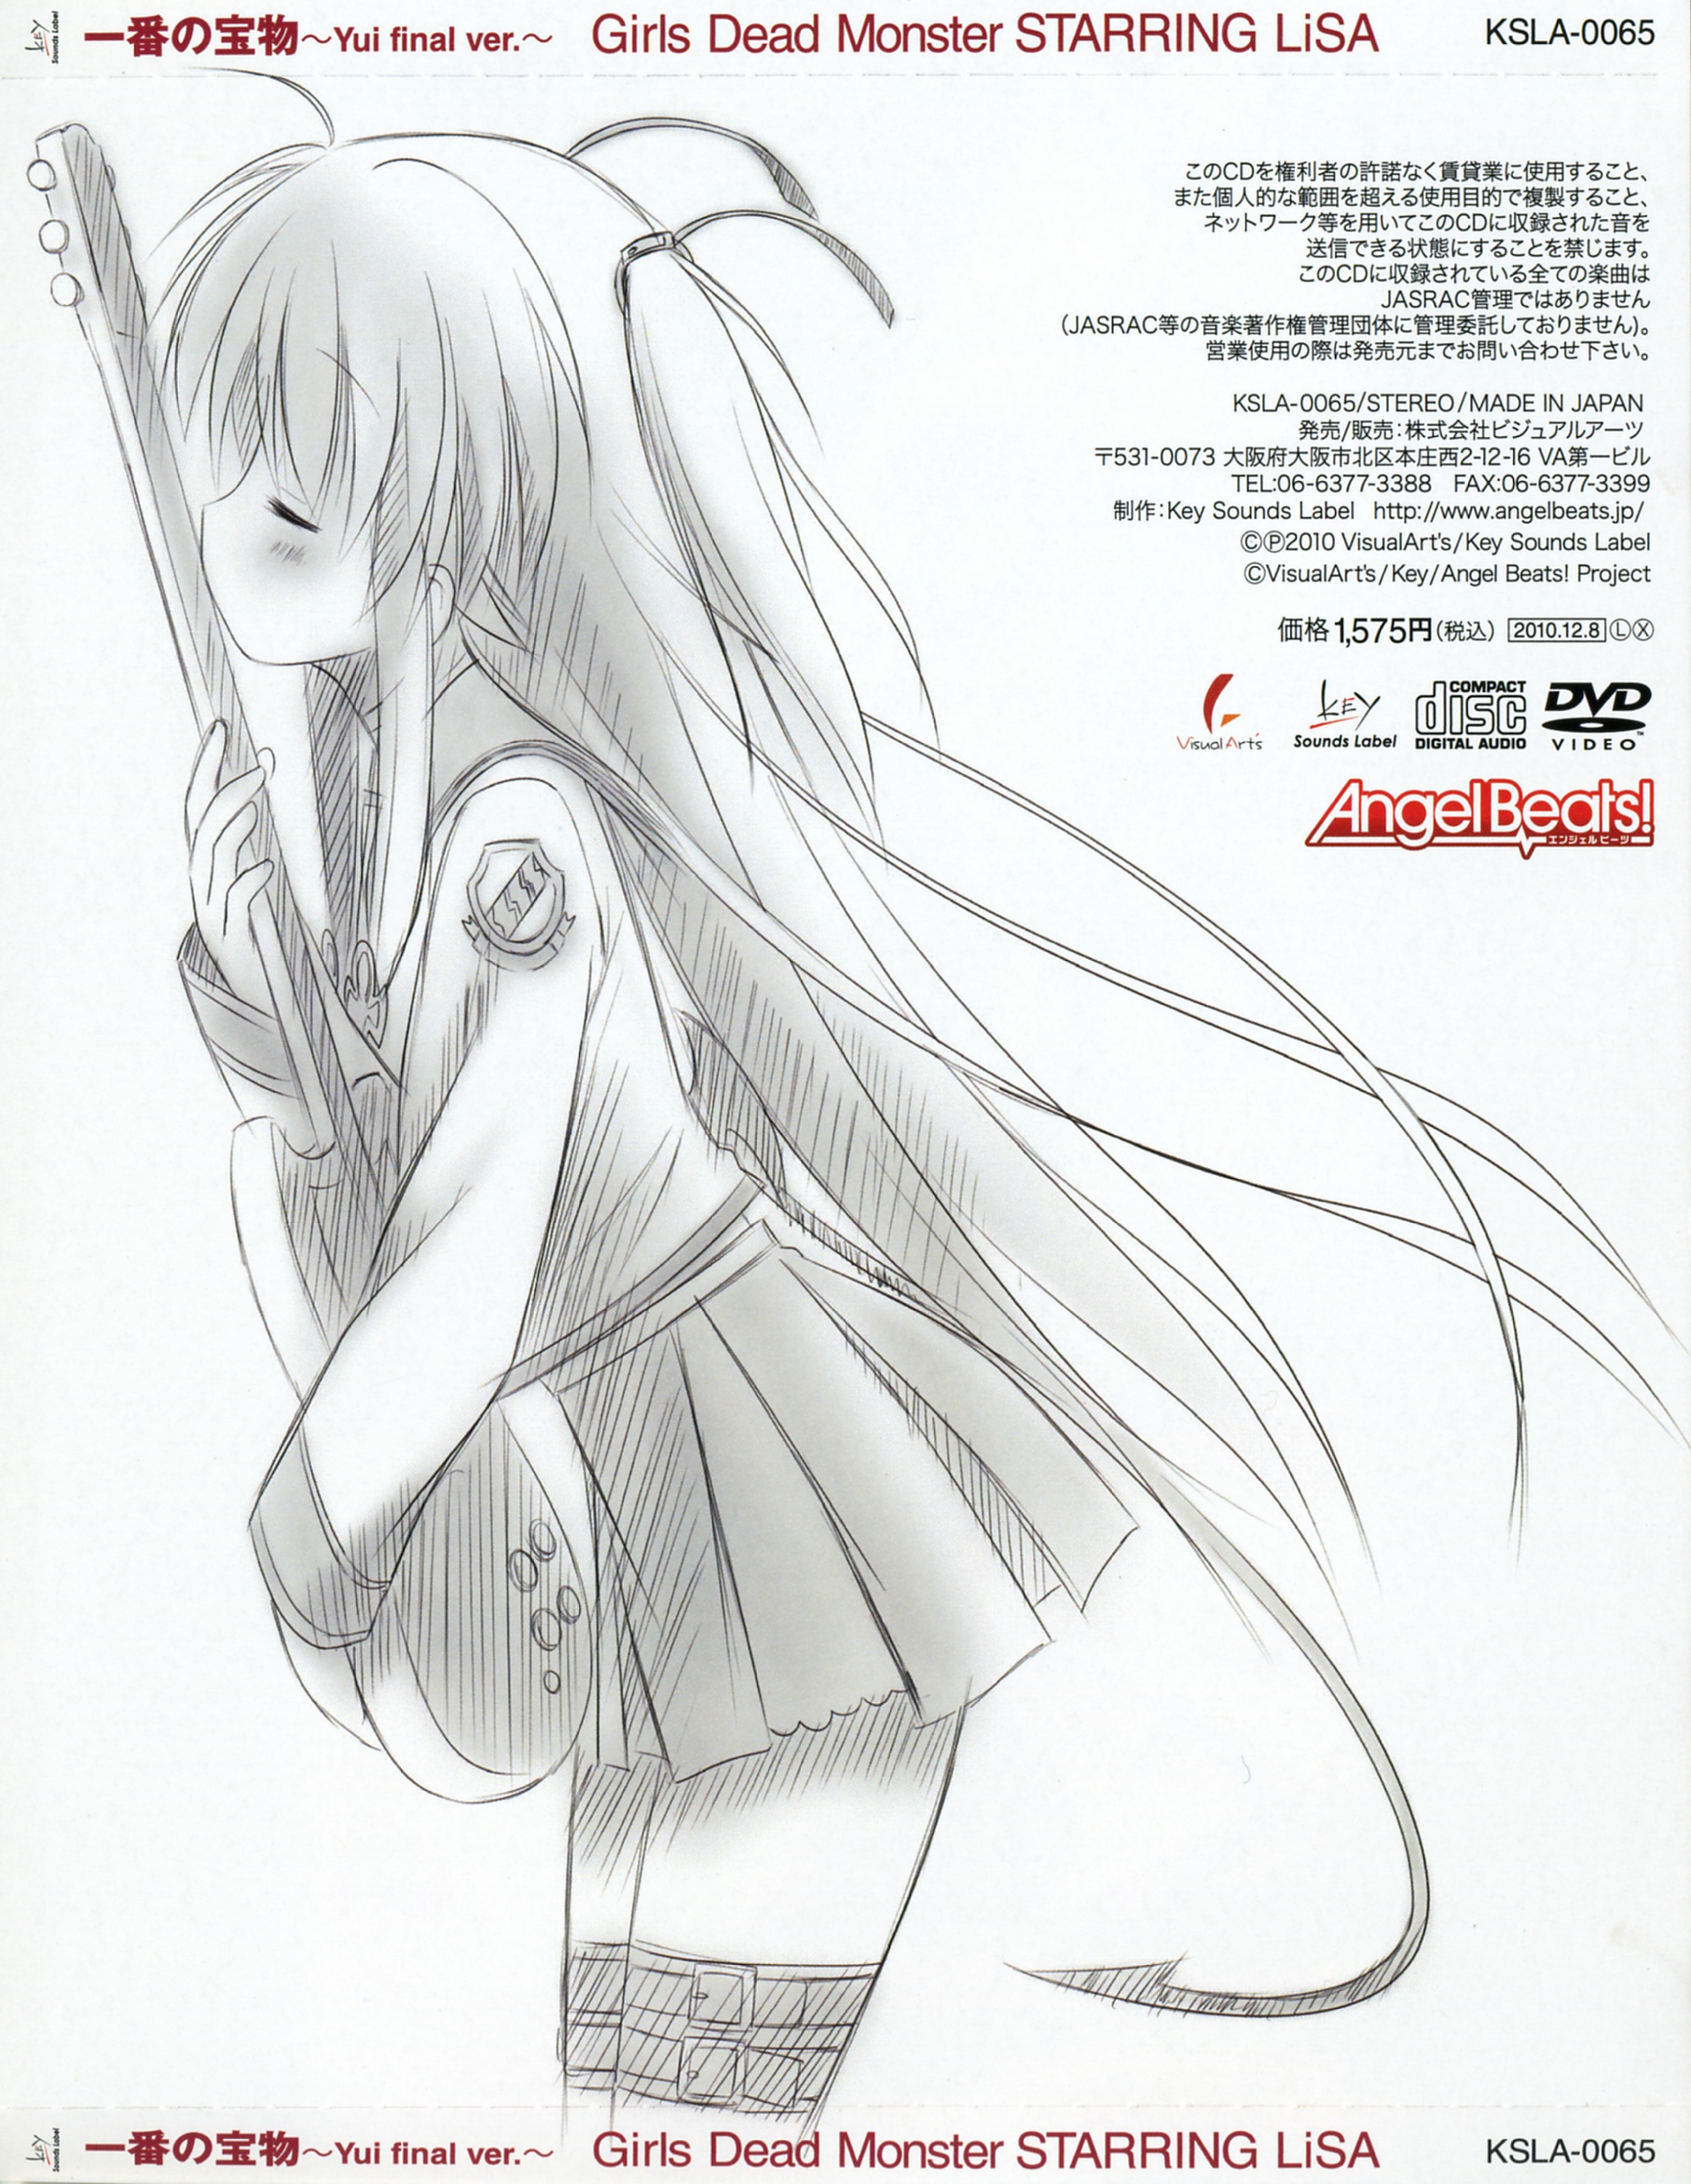 KEY Sounds Label
一番の宝物〜Yui final ver.〜 Girls Dead Monster STARRING LiSA KSLA-0065
このCDを権利者の許諾なく賃貸業に使用すること、
また個人的な範囲を超える使用目的で複製すること、
ネットワーク等を用いてこのCDに収録された音を
送信できる状態にすることを禁じます。
このCDに収録されている全ての楽曲は
JASRAC管理ではありません
（JASRAC等の音楽著作権管理団体に管理委託しておりません）。
営業使用の際は発売元までお問い合わせ下さい。
KSLA-0065/STEREO/MADE IN JAPAN
発売/販売：株式会社ビジュアルアーツ
〒531-0073 大阪府大阪市北区本庄西2-12-16 VA第一ビル
TEL:06-6377-3388 FAX:06-6377-3399
制作：Key Sounds Label http://www.angelbeats.jp/
ⒸⓅ2010 VisualArt's/Key Sounds Label
ⒸVisualArt's/Key/Angel Beats! Project
価格1,575円（税込） 2010.12.8 ⓁⓍ
VisualArt's
KEY Sounds Label
COMPACT disc DIGITAL AUDIO
DVD VIDEO™
Angel Beats!
エンジェルビーツ
KEY Sounds Label
一番の宝物〜Yui final ver.〜 Girls Dead Monster STARRING LiSA KSLA-0065